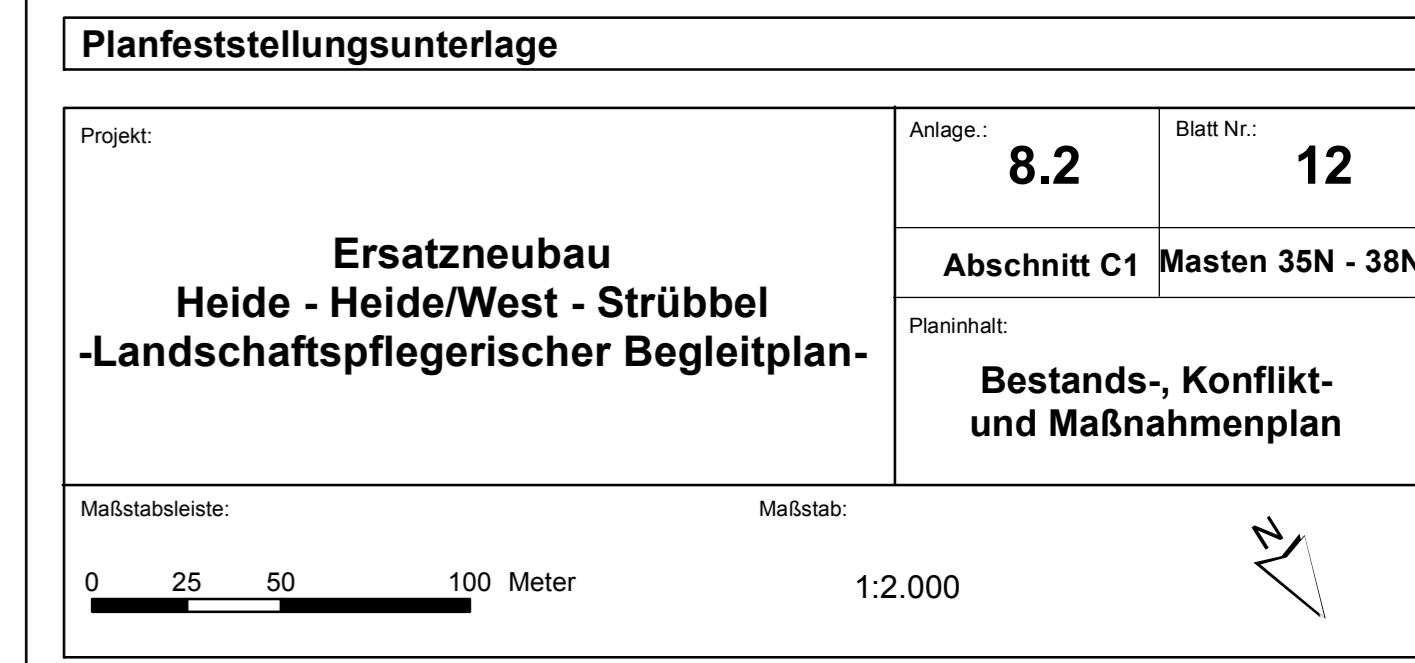 Planfeststellungsunterlage
Projekt:
Ersatzneubau
Heide - Heide/West - Strübbel
-Landschaftspflegerischer Begleitplan-
Anlage.:
8.2
Blatt Nr.:
12
Abschnitt C1
Masten 35N - 38N
Planinhalt:
Bestands-, Konflikt-
und Maßnahmenplan
Maßstabsleiste:
0 25 50 100 Meter
Maßstab:
1:2.000
N